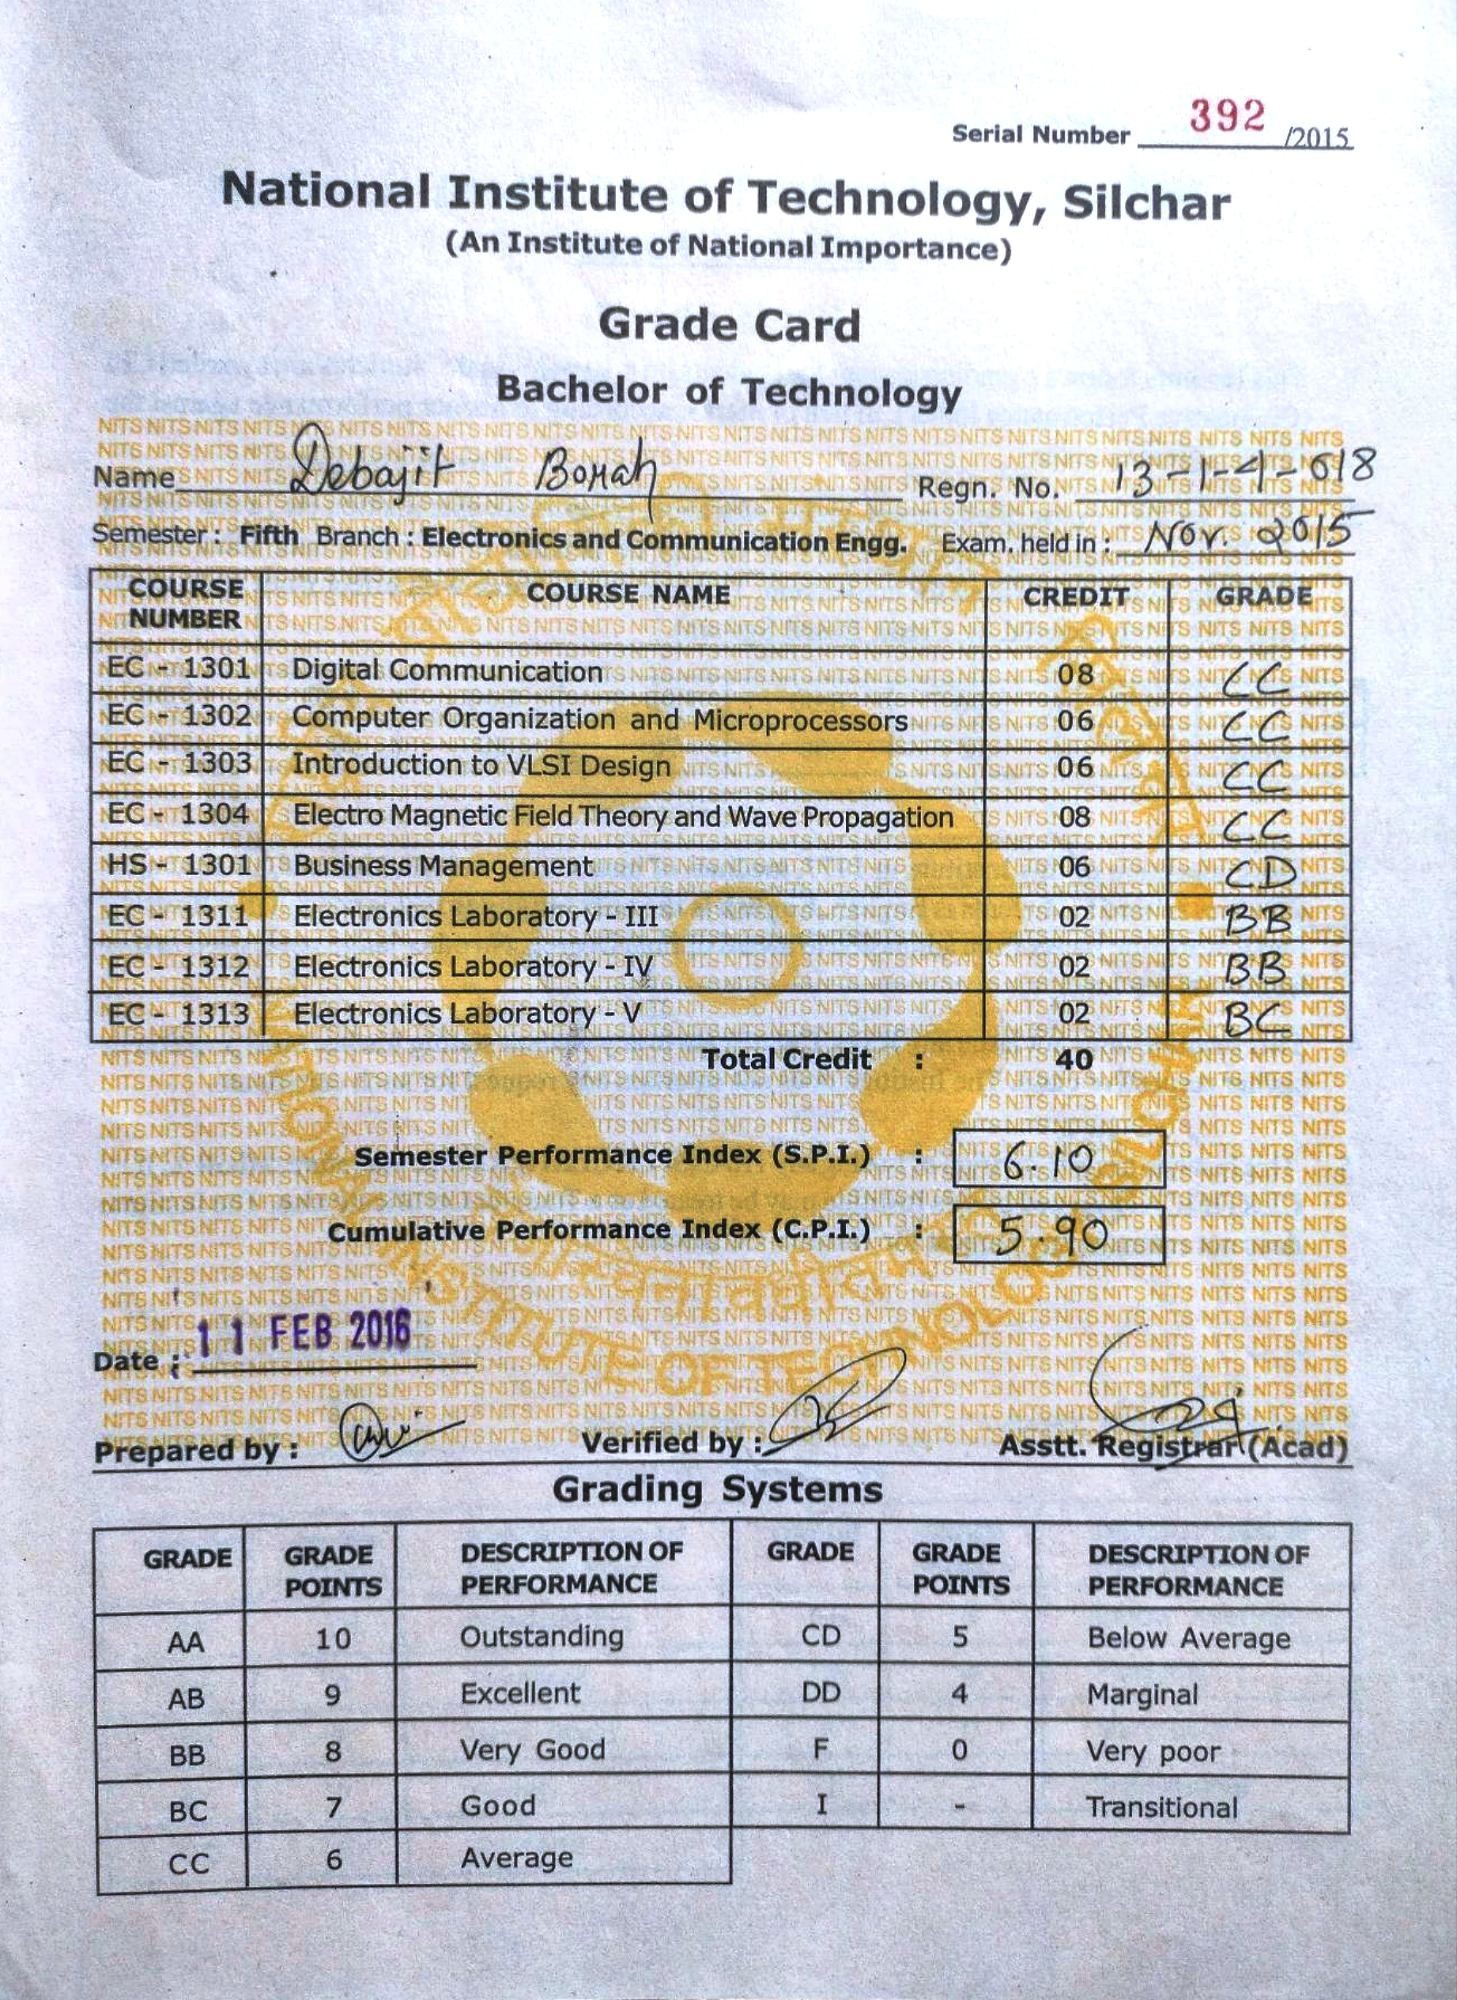 Serial Number 392 /2015
National Institute of Technology, Silchar
(An Institute of National Importance)
Grade Card
Bachelor of Technology
Name Debajit Borah Regn. No. 13-1-4-618
Semester : Fifth Branch : Electronics and Communication Engg. Exam. held in : Nov. 2015
COURSE NUMBER COURSE NAME CREDIT GRADE
EC - 1301 Digital Communication 08 CC
EC - 1302 Computer Organization and Microprocessors 06 CC
EC - 1303 Introduction to VLSI Design 06 CC
EC - 1304 Electro Magnetic Field Theory and Wave Propagation 08 CC
HS - 1301 Business Management 06 CD
EC - 1311 Electronics Laboratory - III 02 BB
EC - 1312 Electronics Laboratory - IV 02 BB
EC - 1313 Electronics Laboratory - V 02 BC
Total Credit : 40
Semester Performance Index (S.P.I.) : 6.10
Cumulative Performance Index (C.P.I.) : 5.90
Date : 11 FEB 2016
Prepared by : Verified by : Asstt. Registrar (Acad)
Grading Systems
GRADE GRADE POINTS DESCRIPTION OF PERFORMANCE GRADE GRADE POINTS DESCRIPTION OF PERFORMANCE
AA 10 Outstanding CD 5 Below Average
AB 9 Excellent DD 4 Marginal
BB 8 Very Good F 0 Very poor
BC 7 Good I - Transitional
CC 6 Average